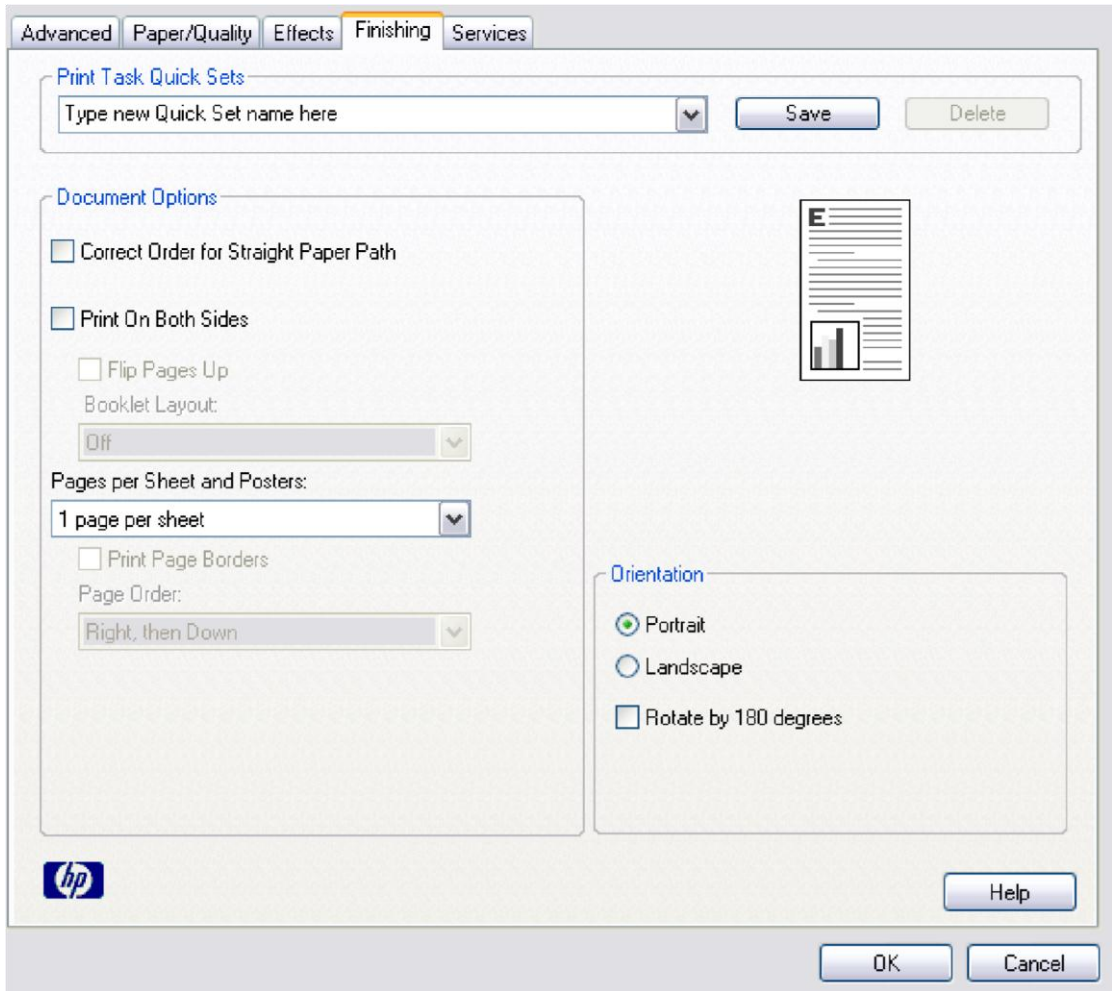 Advanced Paper/Quality Effects Finishing Services
Print Task Quick Sets
Type new Quick Set name here Save Delete
Document Options
Correct Order for Straight Paper Path
Print On Both Sides
Flip Pages Up
Booklet Layout:
Off
Pages per Sheet and Posters:
1 page per sheet
Print Page Borders
Page Order:
Right, then Down
E
Orientation
Portrait
Landscape
Rotate by 180 degrees
hp
Help
OK Cancel